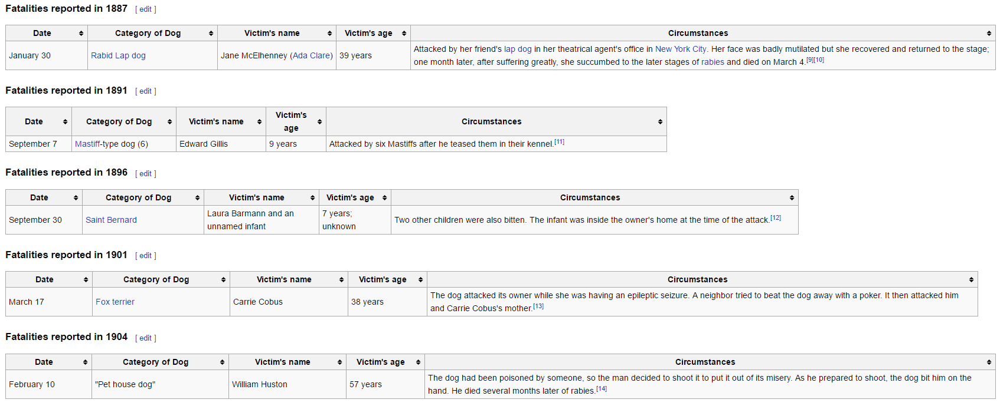 Fatalities reported in 1887 [ edit ]
Date Category of Dog Victim's name Victim's age Circumstances
January 30 Rabid Lap dog Jane McElhenney (Ada Clare) 39 years Attacked by her friend's lap dog in her theatrical agent's office in New York City. Her face was badly mutilated but she recovered and returned to the stage;
one month later, after suffering greatly, she succumbed to the later stages of rabies and died on March 4.[9][10]
Fatalities reported in 1891 [ edit ]
Date Category of Dog Victim's name Victim's
age Circumstances
September 7 Mastiff-type dog (6) Edward Gillis 9 years Attacked by six Mastiffs after he teased them in their kennel.[11]
Fatalities reported in 1896 [ edit ]
Date Category of Dog Victim's name Victim's age Circumstances
September 30 Saint Bernard Laura Barmann and an
unnamed infant 7 years;
unknown Two other children were also bitten. The infant was inside the owner's home at the time of the attack.[12]
Fatalities reported in 1901 [ edit ]
Date Category of Dog Victim's name Victim's age Circumstances
March 17 Fox terrier Carrie Cobus 38 years The dog attacked its owner while she was having an epileptic seizure. A neighbor tried to beat the dog away with a poker. It then attacked him
and Carrie Cobus's mother.[13]
Fatalities reported in 1904 [ edit ]
Date Category of Dog Victim's name Victim's age Circumstances
February 10 "Pet house dog" William Huston 57 years The dog had been poisoned by someone, so the man decided to shoot it to put it out of its misery. As he prepared to shoot, the dog bit him on the
hand. He died several months later of rabies.[14]